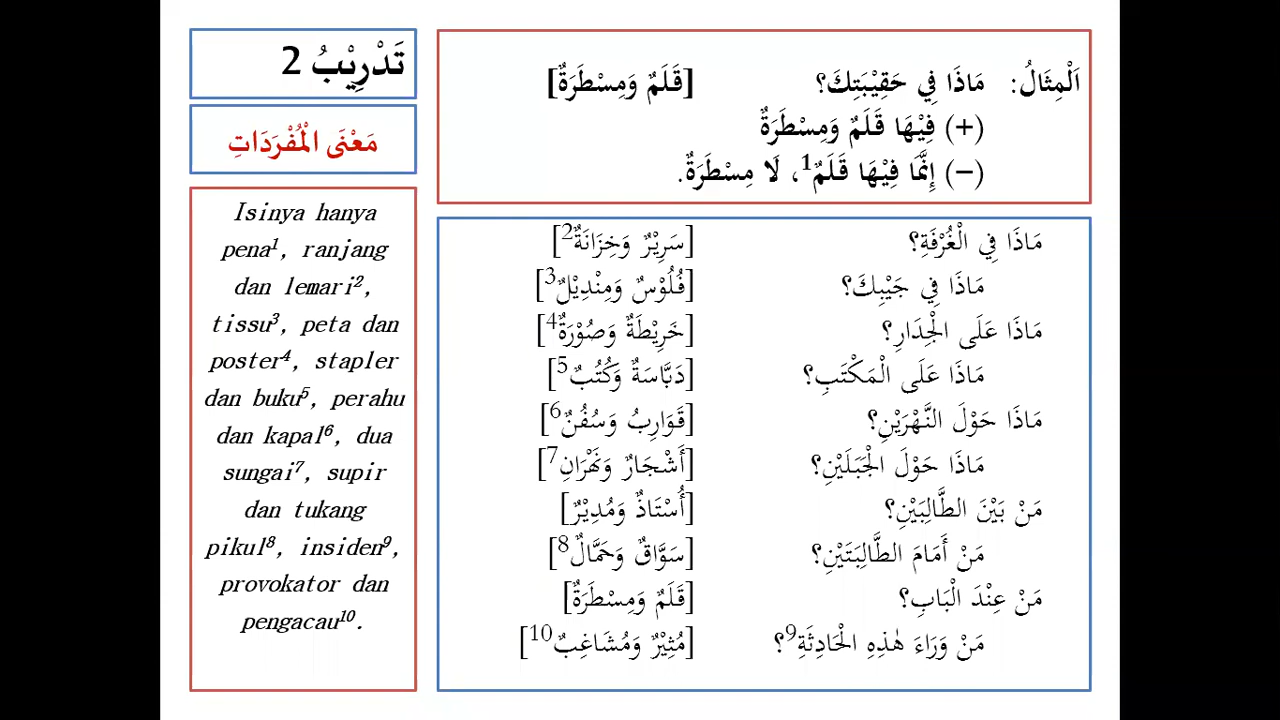 تَدْرِيْبُ 2
مَعْنَى الْمُفْرَدَاتِ
Isinya hanya
pena¹, ranjang
dan lemari²,
tissu³, peta dan
poster⁴, stapler
dan buku⁵, perahu
dan kapal⁶, dua
sungai⁷, supir
dan tukang
pikul⁸, insiden⁹,
provokator dan
pengacau¹⁰.
اَلْمِثَالُ: مَاذَا فِي حَقِيْبَتِكَ؟ [قَلَمٌ وَمِسْطَرَةٌ]
(+) فِيْهَا قَلَمٌ وَمِسْطَرَةٌ
(–) إِنَّمَا فِيْهَا قَلَمٌ¹، لَا مِسْطَرَةٌ.
مَاذَا فِي الْغُرْفَةِ؟ [سَرِيْرٌ وَخِزَانَةٌ²]
مَاذَا فِي جَيْبِكَ؟ [فُلُوْسٌ وَمِنْدِيْلٌ³]
مَاذَا عَلَى الْجِدَارِ؟ [خَرِيْطَةٌ وَصُوْرَةٌ⁴]
مَاذَا عَلَى الْمَكْتَبِ؟ [دَبَّاسَةٌ وَكُتُبٌ⁵]
مَاذَا حَوْلَ النَّهْرَيْنِ؟ [قَوَارِبُ وَسُفُنٌ⁶]
مَاذَا حَوْلَ الْجَبَلَيْنِ؟ [أَشْجَارٌ وَنَهْرَانِ⁷]
مَنْ بَيْنَ الطَّالِبَيْنِ؟ [أُسْتَاذٌ وَمُدِيْرٌ]
مَنْ أَمَامَ الطَّالِبَتَيْنِ؟ [سَوَّاقٌ وَحَمَّالٌ⁸]
مَنْ عِنْدَ الْبَابِ؟ [قَلَمٌ وَمِسْطَرَةٌ]
مَنْ وَرَاءَ هٰذِهِ الْحَادِثَةِ⁹؟ [مُثِيْرٌ وَمُشَاغِبٌ¹⁰]